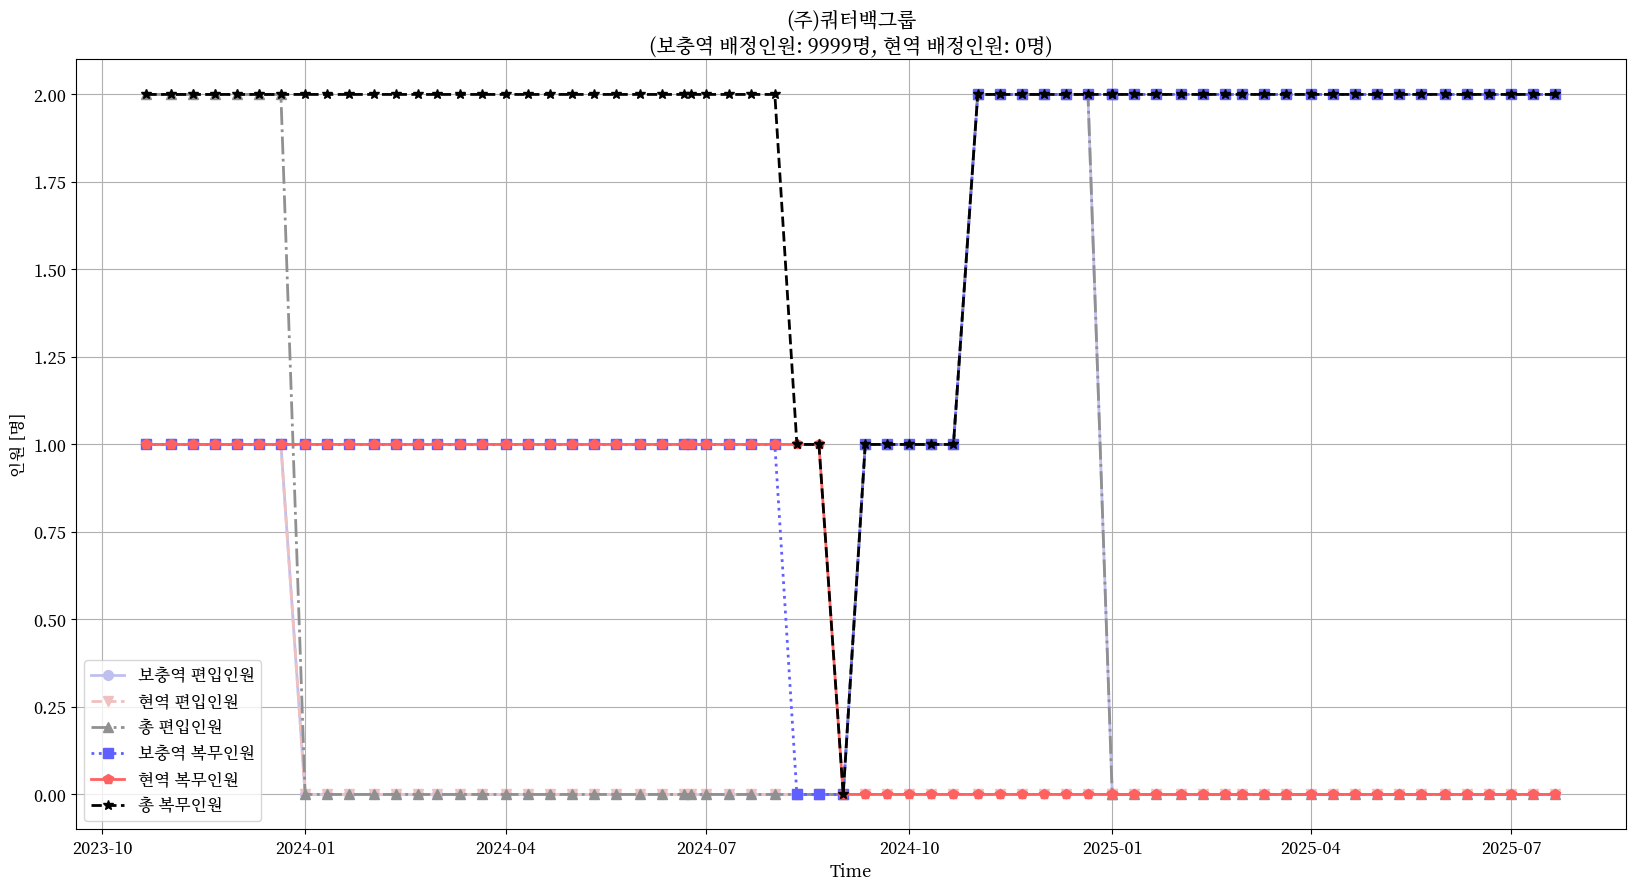 (주)쿼터백그룹
(보충역 배정인원: 9999명, 현역 배정인원: 0명)
인원 [명]
2.00
1.75
1.50
1.25
1.00
0.75
0.50
0.25
0.00
보충역 편입인원
현역 편입인원
총 편입인원
보충역 복무인원
현역 복무인원
총 복무인원
2023-10
2024-01
2024-04
2024-07
2024-10
2025-01
2025-04
2025-07
Time